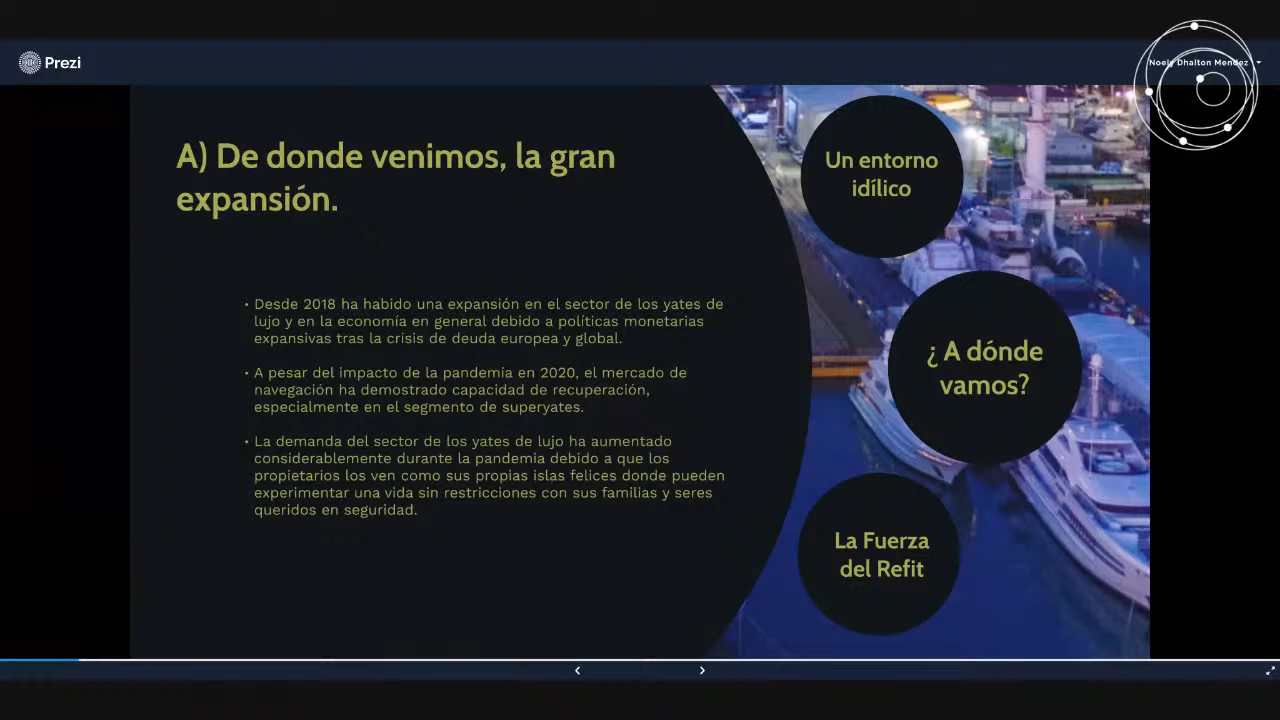 Prezi
Noely Dhalton Mendez
A) De donde venimos, la gran
expansión.
• Desde 2018 ha habido una expansión en el sector de los yates de
lujo y en la economía en general debido a políticas monetarias
expansivas tras la crisis de deuda europea y global.
• A pesar del impacto de la pandemia en 2020, el mercado de
navegación ha demostrado capacidad de recuperación,
especialmente en el segmento de superyates.
• La demanda del sector de los yates de lujo ha aumentado
considerablemente durante la pandemia debido a que los
propietarios los ven como sus propias islas felices donde pueden
experimentar una vida sin restricciones con sus familias y seres
queridos en seguridad.
Un entorno
idílico
¿ A dónde
vamos?
La Fuerza
del Refit